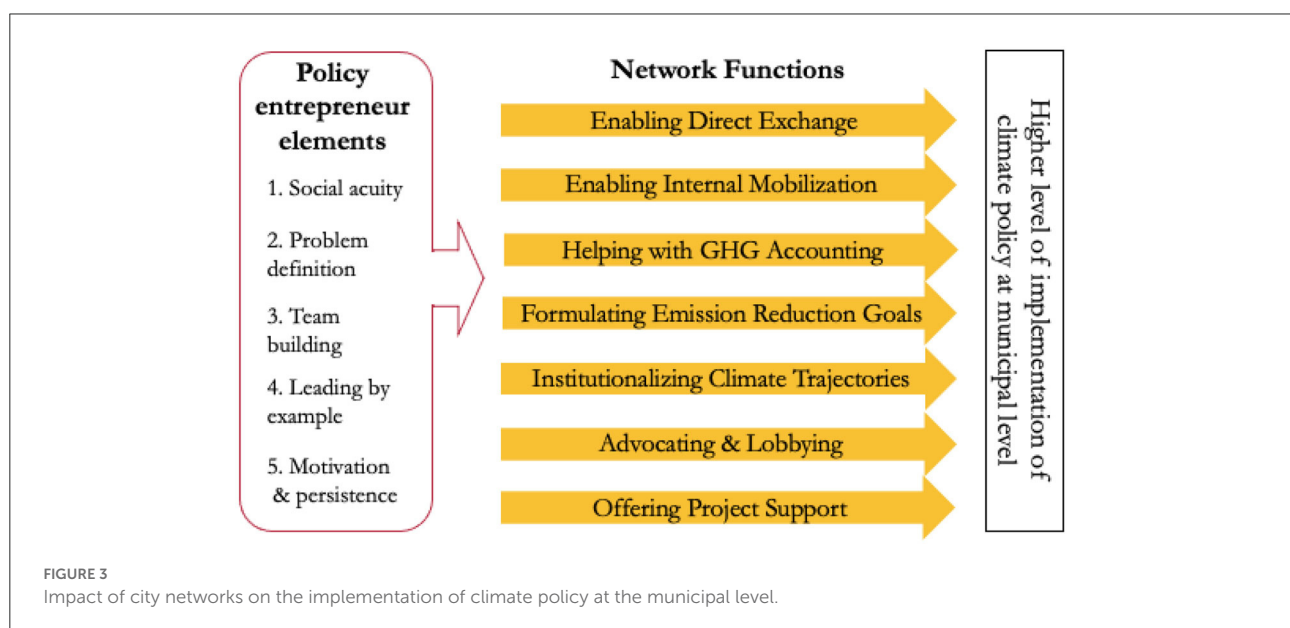 Policy
entrepreneur
elements
1. Social acuity
2. Problem
definition
3. Team
building
4. Leading by
example
5. Motivation
& persistence
Network Functions
Enabling Direct Exchange
Enabling Internal Mobilization
Helping with GHG Accounting
Formulating Emission Reduction Goals
Institutionalizing Climate Trajectories
Advocating & Lobbying
Offering Project Support
Higher level of implementation of
climate policy at municipal level
FIGURE 3
Impact of city networks on the implementation of climate policy at the municipal level.